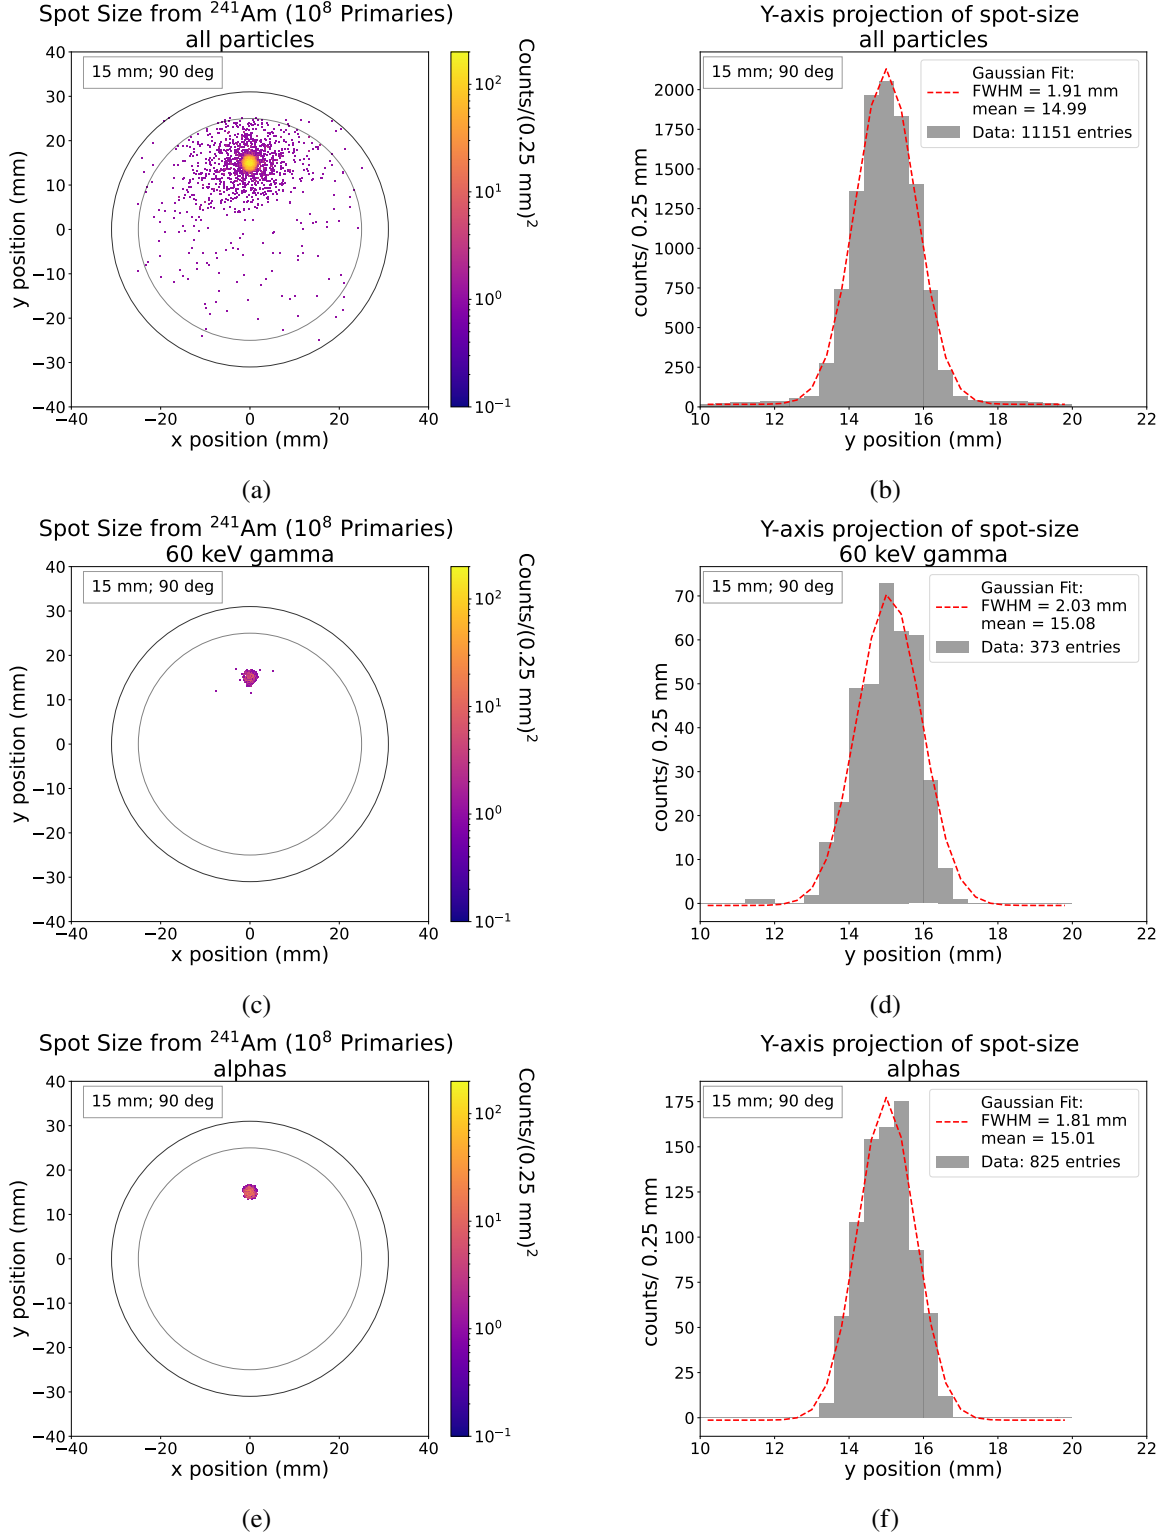 Spot Size from ²⁴¹Am (10⁸ Primaries)
all particles
15 mm; 90 deg
40
30
20
10
0
−10
−20
−30
−40
y position (mm)
−40
−20
0
20
40
x position (mm)
10²
10¹
10⁰
10⁻¹
Counts/(0.25 mm)²
(a)
Y-axis projection of spot-size
all particles
15 mm; 90 deg
Gaussian Fit:
FWHM = 1.91 mm
mean = 14.99
Data: 11151 entries
2000
1750
1500
1250
1000
750
500
250
0
counts/ 0.25 mm
10
12
14
16
18
20
22
y position (mm)
(b)
Spot Size from ²⁴¹Am (10⁸ Primaries)
60 keV gamma
15 mm; 90 deg
40
30
20
10
0
−10
−20
−30
−40
y position (mm)
−40
−20
0
20
40
x position (mm)
10²
10¹
10⁰
10⁻¹
Counts/(0.25 mm)²
(c)
Y-axis projection of spot-size
60 keV gamma
15 mm; 90 deg
Gaussian Fit:
FWHM = 2.03 mm
mean = 15.08
Data: 373 entries
70
60
50
40
30
20
10
0
counts/ 0.25 mm
10
12
14
16
18
20
22
y position (mm)
(d)
Spot Size from ²⁴¹Am (10⁸ Primaries)
alphas
15 mm; 90 deg
40
30
20
10
0
−10
−20
−30
−40
y position (mm)
−40
−20
0
20
40
x position (mm)
10²
10¹
10⁰
10⁻¹
Counts/(0.25 mm)²
(e)
Y-axis projection of spot-size
alphas
15 mm; 90 deg
Gaussian Fit:
FWHM = 1.81 mm
mean = 15.01
Data: 825 entries
175
150
125
100
75
50
25
0
counts/ 0.25 mm
10
12
14
16
18
20
22
y position (mm)
(f)